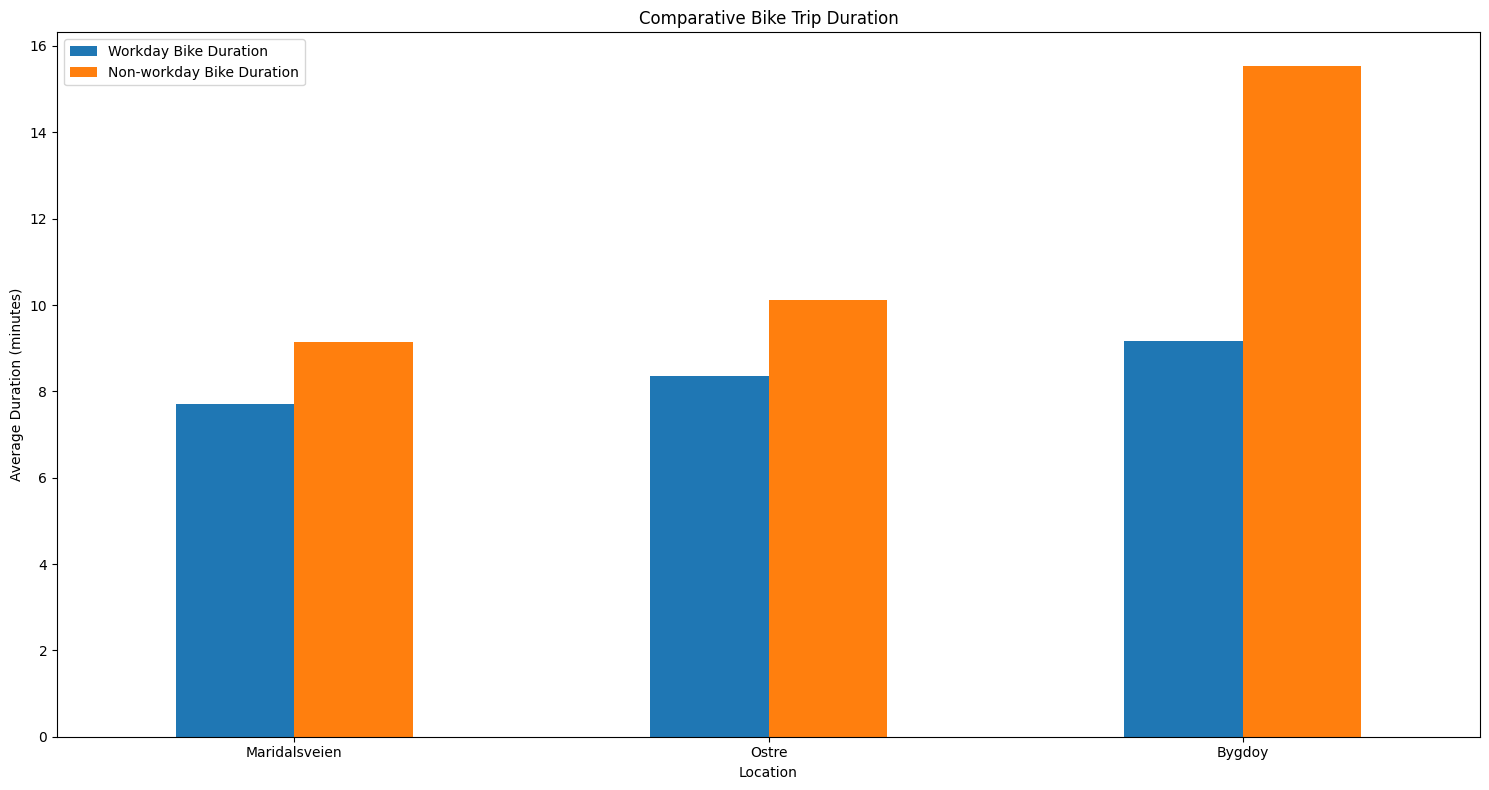 Comparative Bike Trip Duration
Workday Bike Duration
Non-workday Bike Duration
Average Duration (minutes)
16
14
12
10
8
6
4
2
0
Maridalsveien
Ostre
Bygdoy
Location